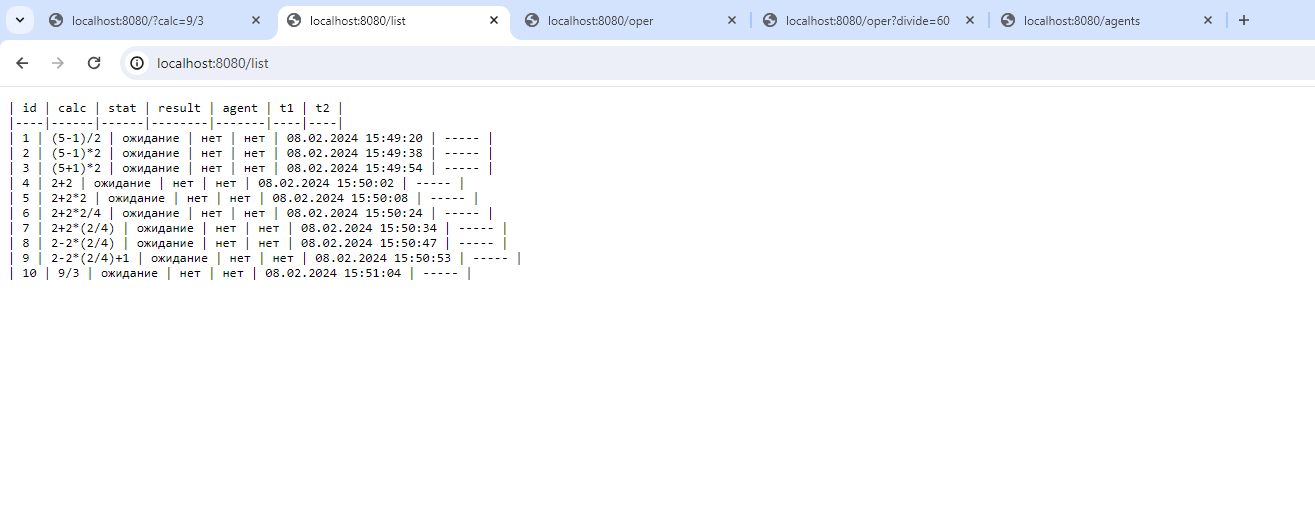 localhost:8080/?calc=9/3
localhost:8080/list
localhost:8080/oper
localhost:8080/oper?divide=60
localhost:8080/agents
localhost:8080/list
| id | calc | stat | result | agent | t1 | t2 |
|----|------|------|--------|-------|----|----|
| 1 | (5-1)/2 | ожидание | нет | нет | 08.02.2024 15:49:20 | ----- |
| 2 | (5-1)*2 | ожидание | нет | нет | 08.02.2024 15:49:38 | ----- |
| 3 | (5+1)*2 | ожидание | нет | нет | 08.02.2024 15:49:54 | ----- |
| 4 | 2+2 | ожидание | нет | нет | 08.02.2024 15:50:02 | ----- |
| 5 | 2+2*2 | ожидание | нет | нет | 08.02.2024 15:50:08 | ----- |
| 6 | 2+2*2/4 | ожидание | нет | нет | 08.02.2024 15:50:24 | ----- |
| 7 | 2+2*(2/4) | ожидание | нет | нет | 08.02.2024 15:50:34 | ----- |
| 8 | 2-2*(2/4) | ожидание | нет | нет | 08.02.2024 15:50:47 | ----- |
| 9 | 2-2*(2/4)+1 | ожидание | нет | нет | 08.02.2024 15:50:53 | ----- |
| 10 | 9/3 | ожидание | нет | нет | 08.02.2024 15:51:04 | ----- |